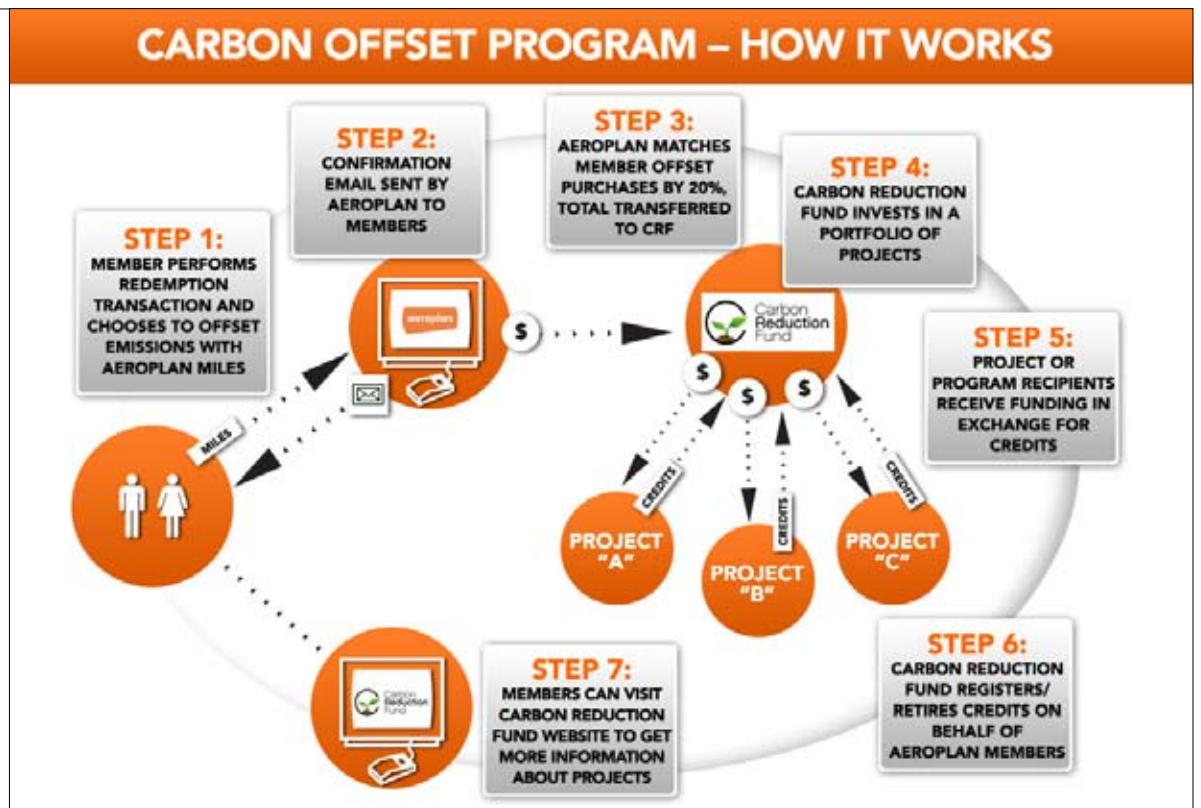 CARBON OFFSET PROGRAM – HOW IT WORKS
STEP 1:
MEMBER PERFORMS
REDEMPTION
TRANSACTION AND
CHOOSES TO OFFSET
EMISSIONS WITH
AEROPLAN MILES
STEP 2:
CONFIRMATION
EMAIL SENT BY
AEROPLAN TO
MEMBERS
STEP 3:
AEROPLAN MATCHES
MEMBER OFFSET
PURCHASES BY 20%,
TOTAL TRANSFERRED
TO CRF
STEP 4:
CARBON REDUCTION
FUND INVESTS IN A
PORTFOLIO OF
PROJECTS
STEP 5:
PROJECT OR
PROGRAM RECIPIENTS
RECEIVE FUNDING IN
EXCHANGE FOR
CREDITS
aeroplan
$
Carbon
Reduction
Fund
MILES
$
$
$
CREDITS
CREDITS
CREDITS
PROJECT
"A"
PROJECT
"B"
PROJECT
"C"
STEP 6:
CARBON REDUCTION
FUND REGISTERS/
RETIRES CREDITS ON
BEHALF OF
AEROPLAN MEMBERS
Carbon
Reduction
Fund
STEP 7:
MEMBERS CAN VISIT
CARBON REDUCTION
FUND WEBSITE TO GET
MORE INFORMATION
ABOUT PROJECTS